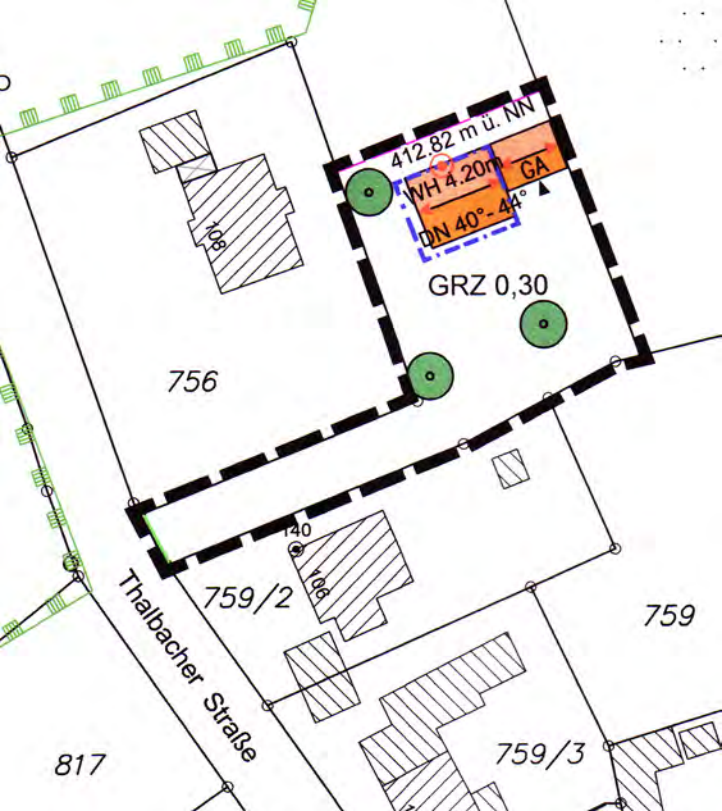 412.82 m ü. NN
WH 4.20m
GA
DN 40°- 44°
GRZ 0,30
108
756
140
106
759/2
759
Thalbacher Straße
759/3
817